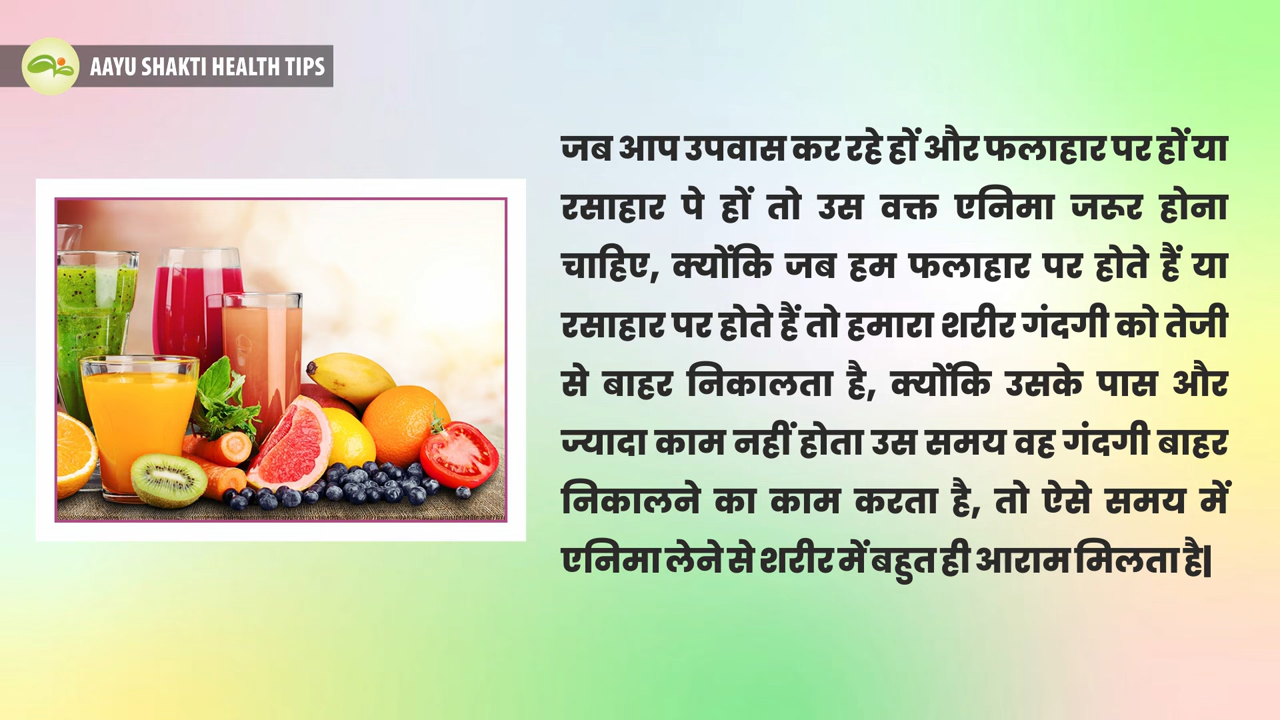 AAYU SHAKTI HEALTH TIPS
जब आप उपवास कर रहे हों और फलाहार पर हों या
रसाहार पे हों तो उस वक्त एनिमा जरूर होना
चाहिए, क्योंकि जब हम फलाहार पर होते हैं या
रसाहार पर होते हैं तो हमारा शरीर गंदगी को तेजी
से बाहर निकालता है, क्योंकि उसके पास और
ज्यादा काम नहीं होता उस समय वह गंदगी बाहर
निकालने का काम करता है, तो ऐसे समय में
एनिमा लेने से शरीर में बहुत ही आराम मिलता है|